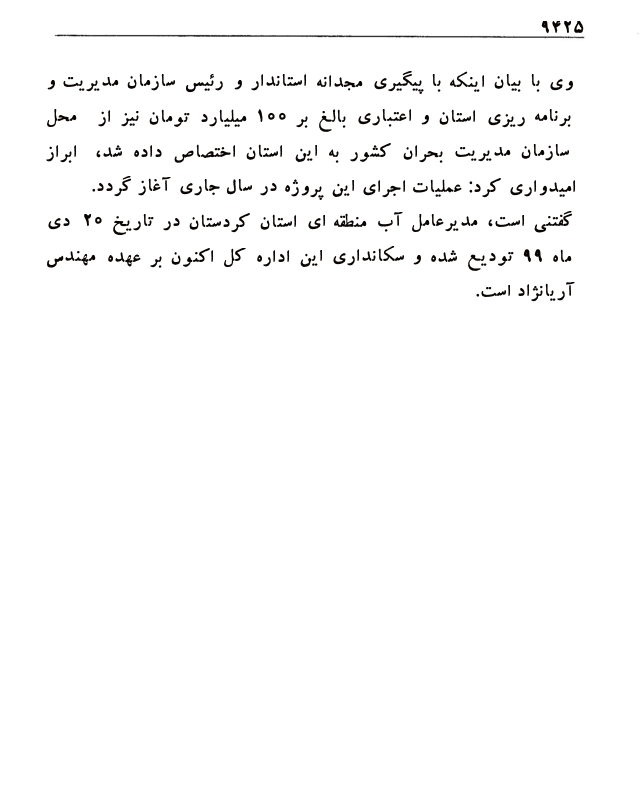 ۹۴۲۵
وی با بیان اینکه با پیگیری مجدانه استاندار و رئیس سازمان مدیریت و
برنامه ریزی استان و اعتباری بالغ بر ۱۰۰ میلیارد تومان نیز از محل
سازمان مدیریت بحران کشور به این استان اختصاص داده شد، ابراز
امیدواری کرد: عملیات اجرای این پروژه در سال جاری آغاز گردد.
گفتنی است، مدیرعامل آب منطقه ای استان کردستان در تاریخ ۲۵ دی
ماه ۹۹ تودیع شده و سکانداری این اداره کل اکنون بر عهده مهندس
آریانژاد است.